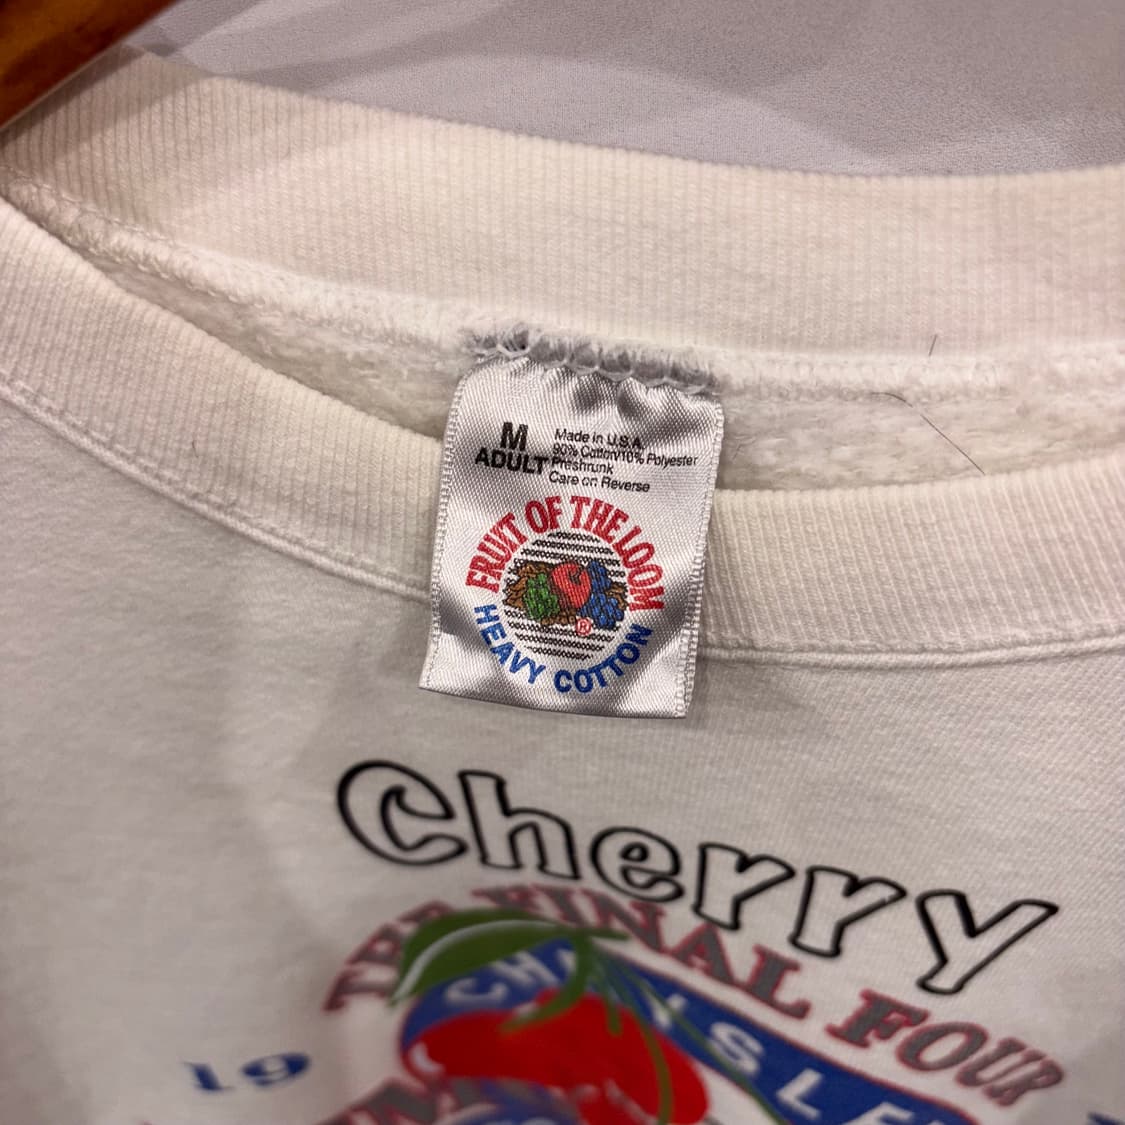 M
ADULT
Made in U.S.A.
90% Cotton/10% Polyester
Preshrunk
Care on Reverse
FRUIT OF THE LOOM
®
HEAVY COTTON
Cherry
THE FINAL FOUR
19